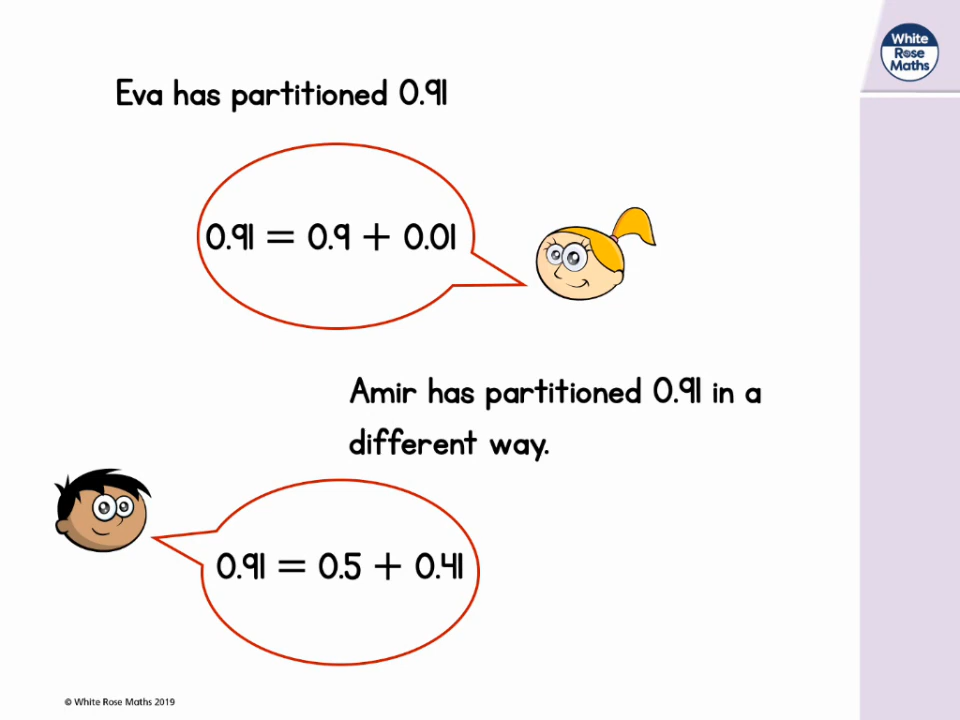 White
Rose
Maths
Eva has partitioned 0.91
0.91 = 0.9 + 0.01
Amir has partitioned 0.91 in a
different way.
0.91 = 0.5 + 0.41
© White Rose Maths 2019